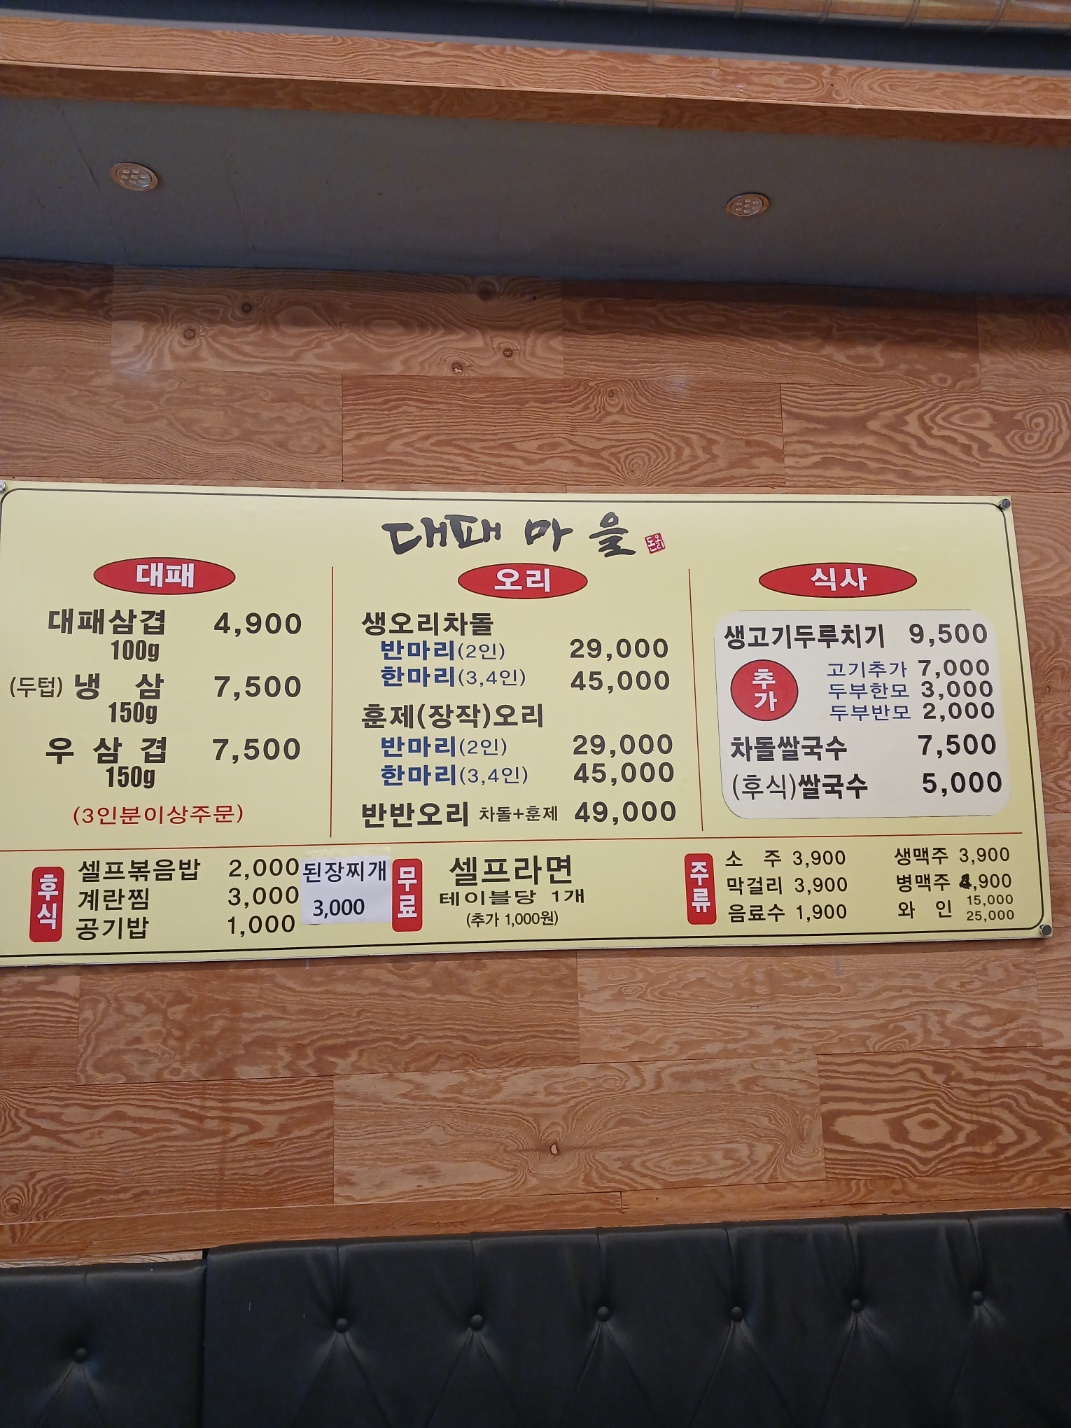 대패 마을
대패
대패삼겹 4,900
100g
(두텁) 냉 삼 7,500
150g
우 삼 겹 7,500
150g
(3인분이상주문)
오리
생오리차돌
반마리(2인) 29,000
한마리(3,4인) 45,000
훈제(장작)오리
반마리(2인) 29,000
한마리(3,4인) 45,000
반반오리 차돌+훈제 49,000
식사
생고기두루치기 9,500
추가
고기추가 7,000
두부한모 3,000
두부반모 2,000
차돌쌀국수 7,500
(후식)쌀국수 5,000
후식
셀프볶음밥 2,000
계란찜 3,000
공기밥 1,000
된장찌개
3,000
무료
셀프라면
테이블당 1개
(추가 1,000원)
주류
소 주 3,900
막걸리 3,900
음료수 1,900
생맥주 3,900
병맥주 4,900
와 인 15,000
25,000